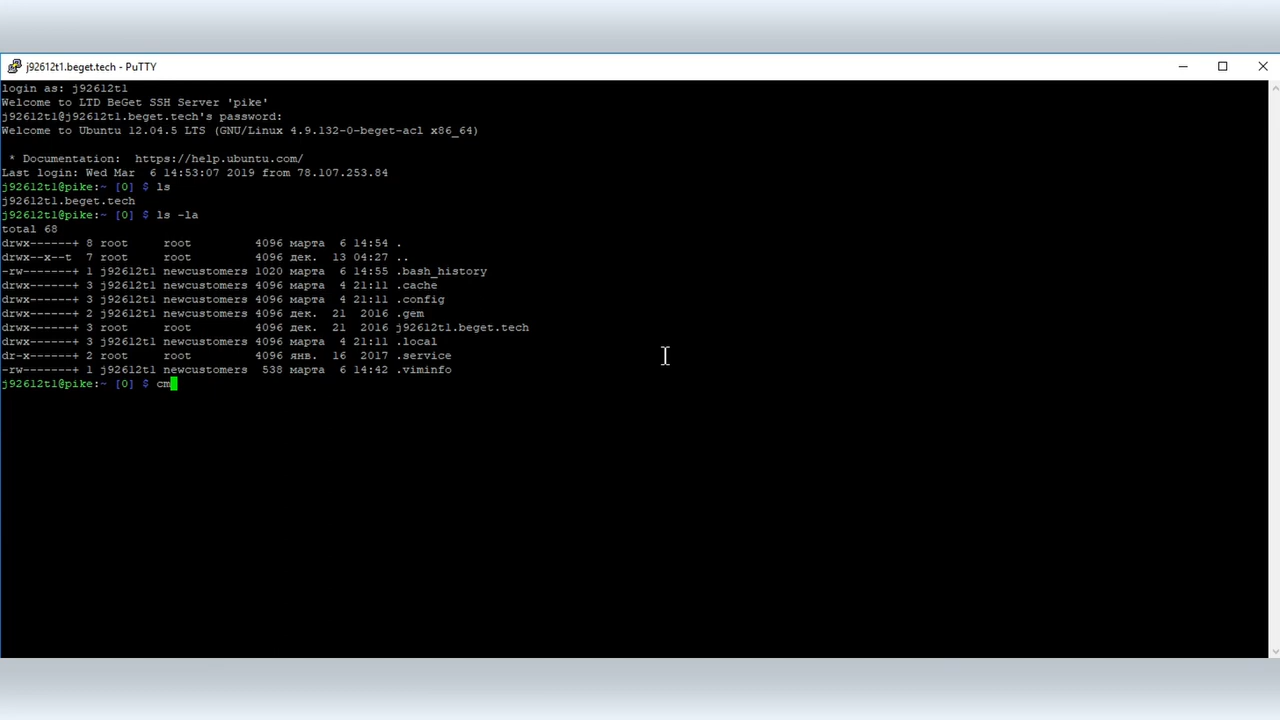 j92612t1.beget.tech - PuTTY
login as: j92612t1
Welcome to LTD BeGet SSH Server 'pike'
j92612t1@j92612t1.beget.tech's password:
Welcome to Ubuntu 12.04.5 LTS (GNU/Linux 4.9.132-0-beget-acl x86_64)
* Documentation:  https://help.ubuntu.com/
Last login: Wed Mar  6 14:53:07 2019 from 78.107.253.84
j92612t1@pike:~ [0] $ ls
j92612t1.beget.tech
j92612t1@pike:~ [0] $ ls -la
total 68
drwx------+ 8 root     root         4096 марта  6 14:54 .
drwx--x--t  7 root     root         4096 дек.  13 04:27 ..
-rw-------+ 1 j92612t1 newcustomers 1020 марта  6 14:55 .bash_history
drwx------+ 3 j92612t1 newcustomers 4096 марта  4 21:11 .cache
drwx------+ 3 j92612t1 newcustomers 4096 марта  4 21:11 .config
drwx------+ 2 j92612t1 newcustomers 4096 дек.  21  2016 .gem
drwx------+ 3 root     root         4096 дек.  21  2016 j92612t1.beget.tech
drwx------+ 3 j92612t1 newcustomers 4096 марта  4 21:11 .local
dr-x------+ 2 root     root         4096 янв.  16  2017 .service
-rw-------+ 1 j92612t1 newcustomers  538 марта  6 14:42 .viminfo
j92612t1@pike:~ [0] $ cm